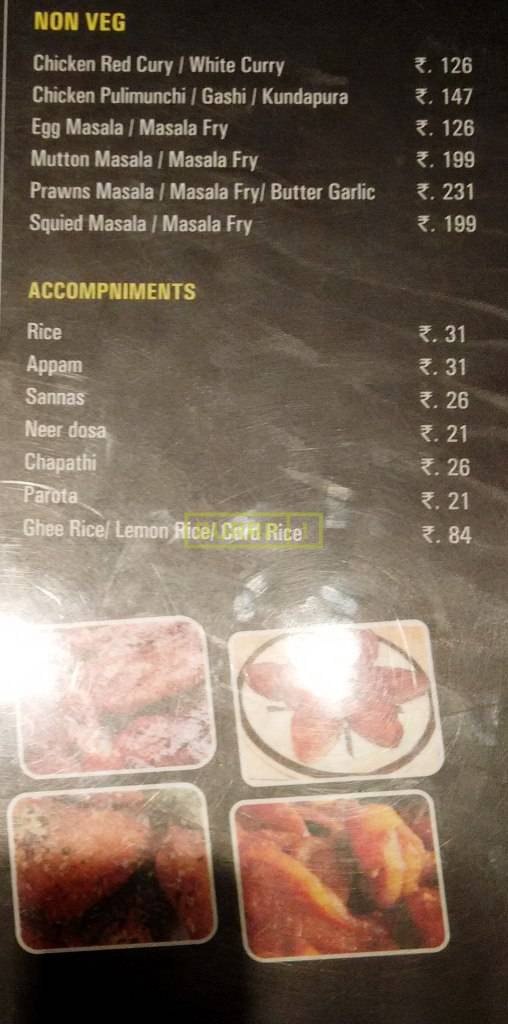 NON VEG
Chicken Red Cury / White Curry ₹. 126
Chicken Pulimunchi / Gashi / Kundapura ₹. 147
Egg Masala / Masala Fry ₹. 126
Mutton Masala / Masala Fry ₹. 199
Prawns Masala / Masala Fry/ Butter Garlic ₹. 231
Squied Masala / Masala Fry ₹. 199
ACCOMPNIMENTS
Rice ₹. 31
Appam ₹. 31
Sannas ₹. 26
Neer dosa ₹. 21
Chapathi ₹. 26
Parota ₹. 21
Ghee Rice/ Lemon Rice/ Curd Rice ₹. 84